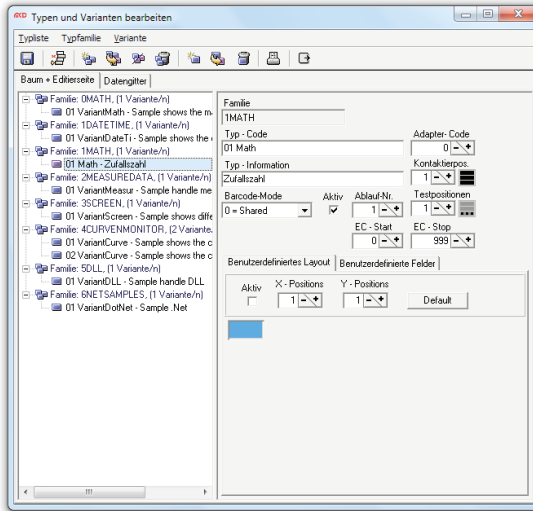 Typen und Varianten bearbeiten
Typliste Typfamilie Variante
Baum + Editierseite Datengitter
Familie: 0MATH, (1 Variante/n)
01 VariantMath - Sample shows the m
Familie: 1DATETIME, (1 Variante/n)
01 VariantDateTi - Sample shows the
Familie: 1MATH, (1 Variante/n)
01 Math - Zufallszahl
Familie: 2MEASUREDATA, (1 Variante/n)
01 VariantMeasur - Sample handle me
Familie: 3SCREEN, (1 Variante/n)
01 VariantScreen - Sample shows diffe
Familie: 4CURVENMONITOR, (2 Variante
01 VariantCurve - Sample shows the c
02 VariantCurve - Sample shows the c
Familie: 5DLL, (1 Variante/n)
01 VariantDLL - Sample handle DLL
Familie: 6NETSAMPLES, (1 Variante/n)
01 VariantDotNet - Sample .Net
Familie
1MATH
Typ - Code Adapter- Code
01 Math 0
Typ - Information Kontaktierpos.
Zufallszahl 1
Barcode-Mode Aktiv Ablauf-Nr. Testpositionen
0 = Shared 1 1
EC - Start EC - Stop
0 999
Benutzerdefiniertes Layout Benutzerdefinierte Felder
Aktiv X - Positions Y - Positions
1 1 Default